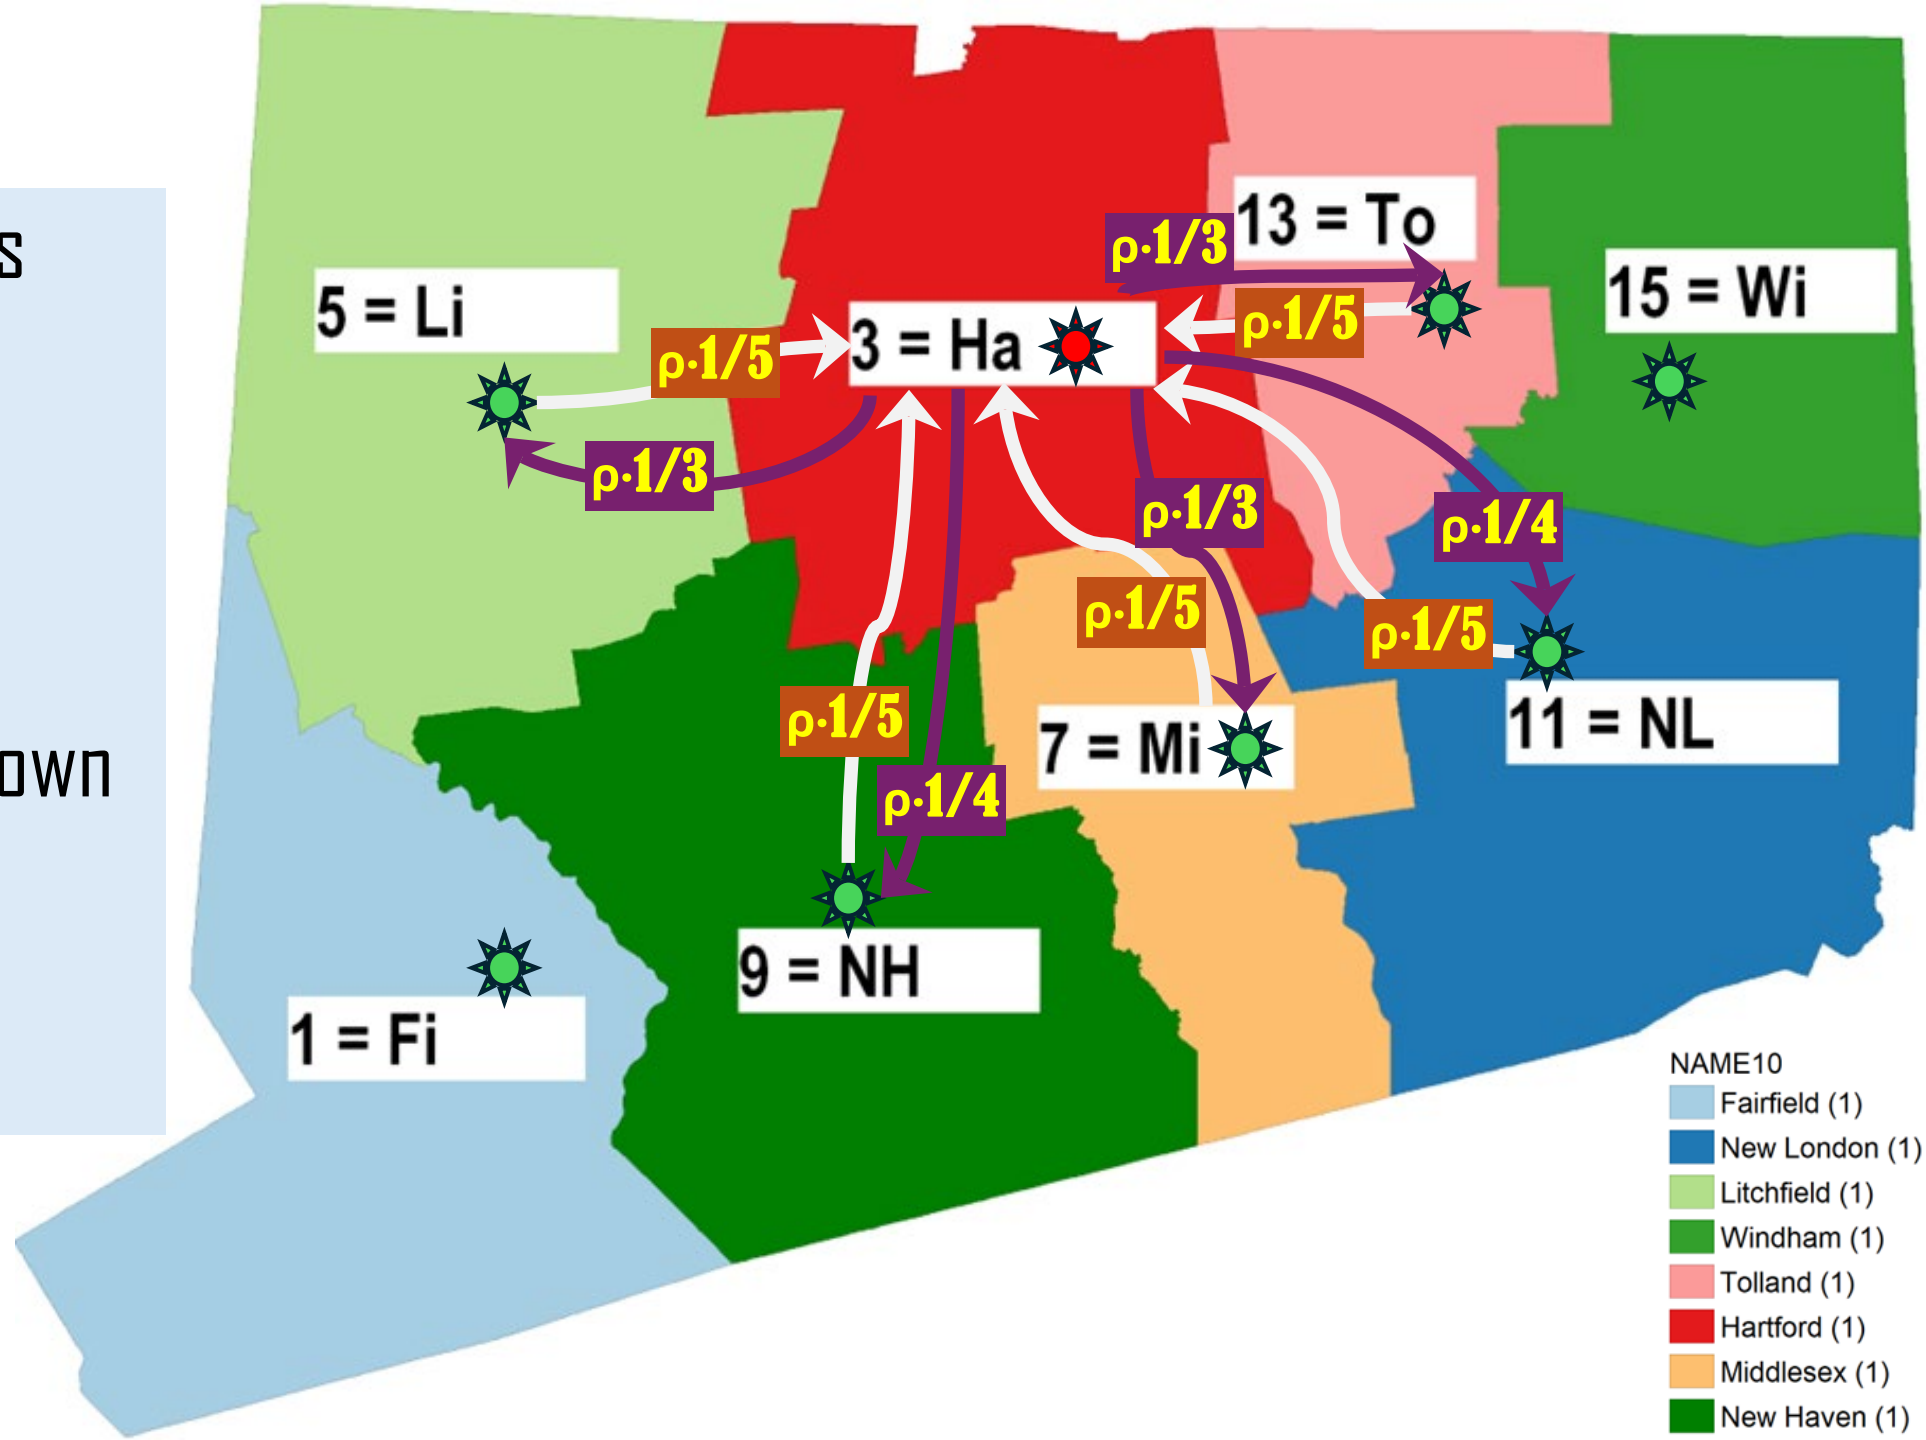 s
own
13 = To
ρ·1/3
5 = Li
15 = Wi
ρ·1/5
3 = Ha
ρ·1/5
ρ·1/3
ρ·1/3
ρ·1/4
ρ·1/5
ρ·1/5
ρ·1/5
7 = Mi
11 = NL
ρ·1/4
9 = NH
1 = Fi
NAME10
Fairfield (1)
New London (1)
Litchfield (1)
Windham (1)
Tolland (1)
Hartford (1)
Middlesex (1)
New Haven (1)